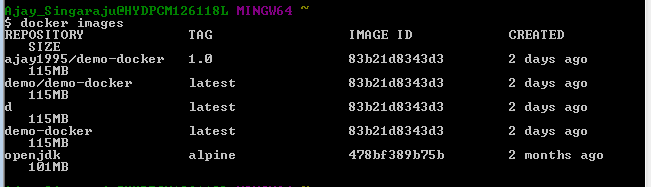 Ajay_Singaraju@HYDPCM126118L MINGW64 ~
$ docker images
REPOSITORY TAG IMAGE ID CREATED
SIZE
ajay1995/demo-docker 1.0 83b21d8343d3 2 days ago
115MB
demo/demo-docker latest 83b21d8343d3 2 days ago
115MB
d latest 83b21d8343d3 2 days ago
115MB
demo-docker latest 83b21d8343d3 2 days ago
115MB
openjdk alpine 478bf389b75b 2 months ago
101MB